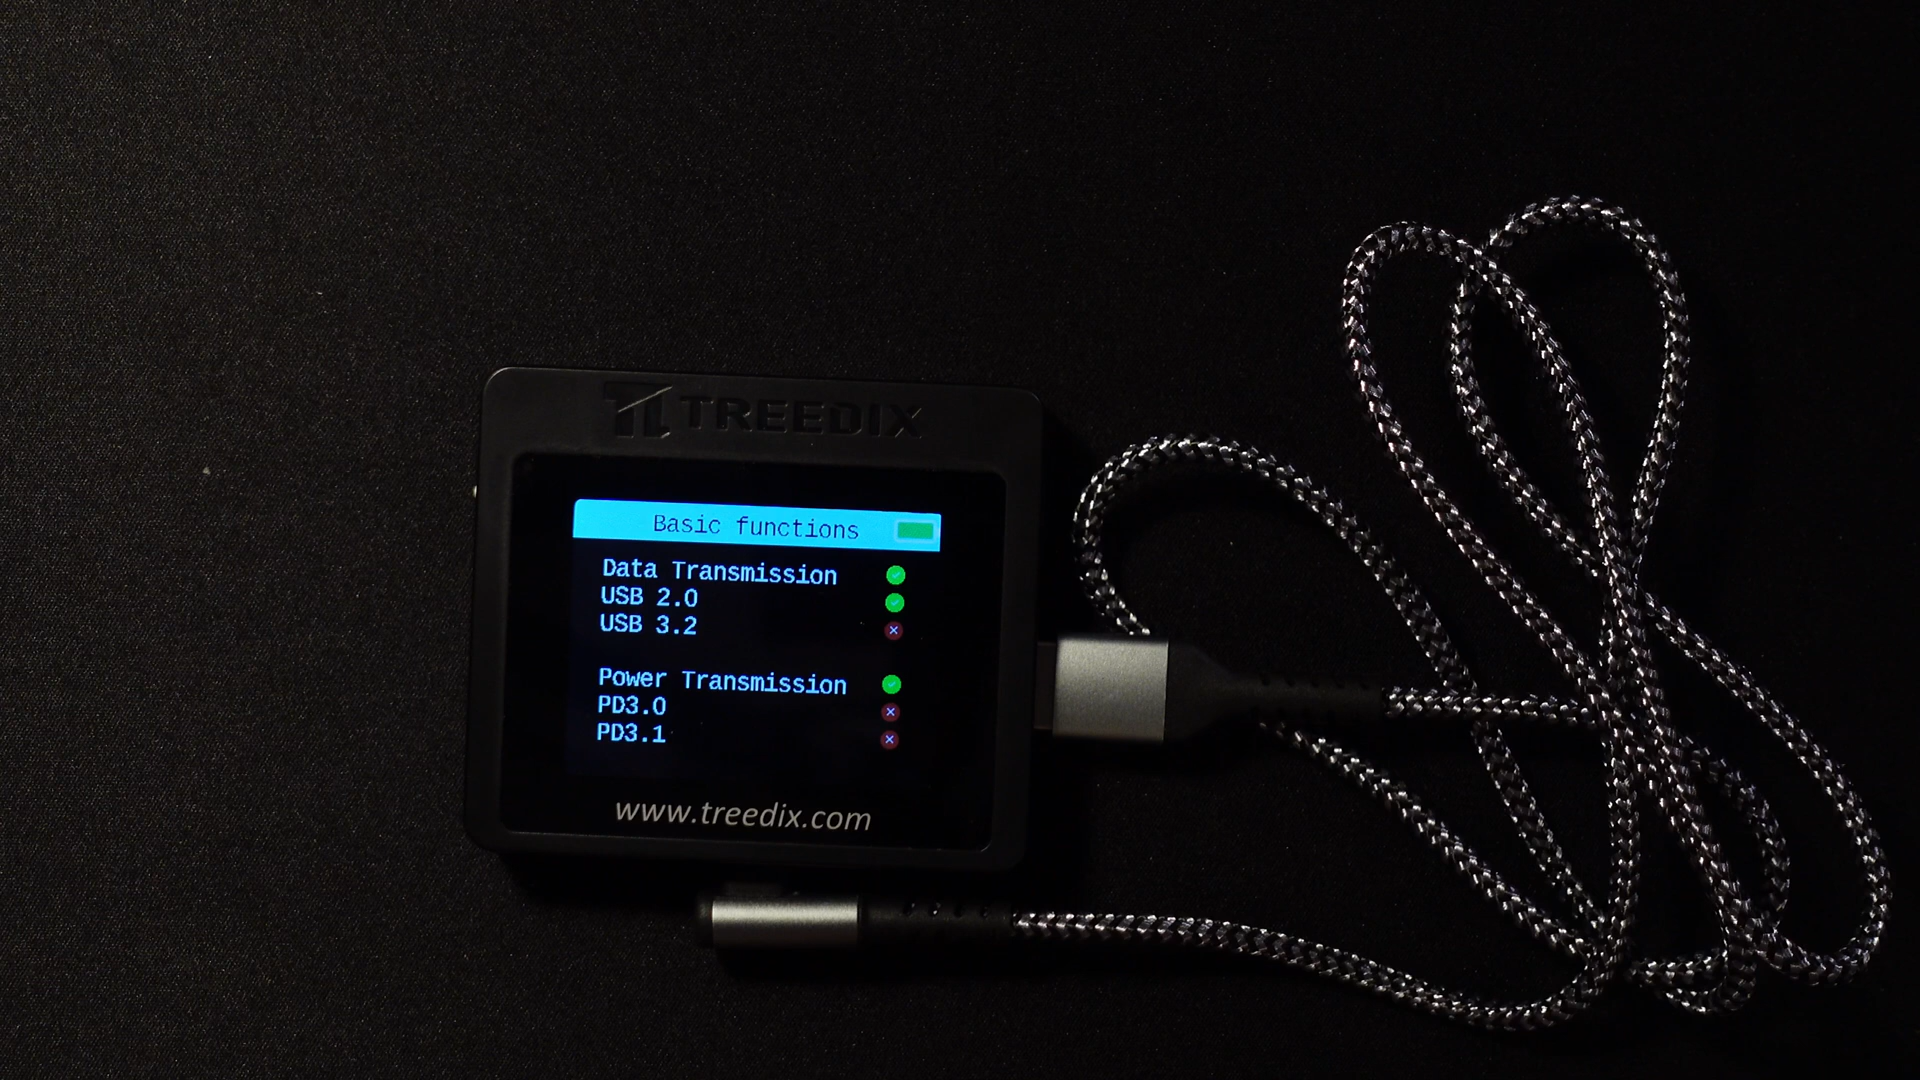 TREEDIX
Basic functions
Data Transmission
USB 2.0
USB 3.2
Power Transmission
PD3.0
PD3.1
www.treedix.com